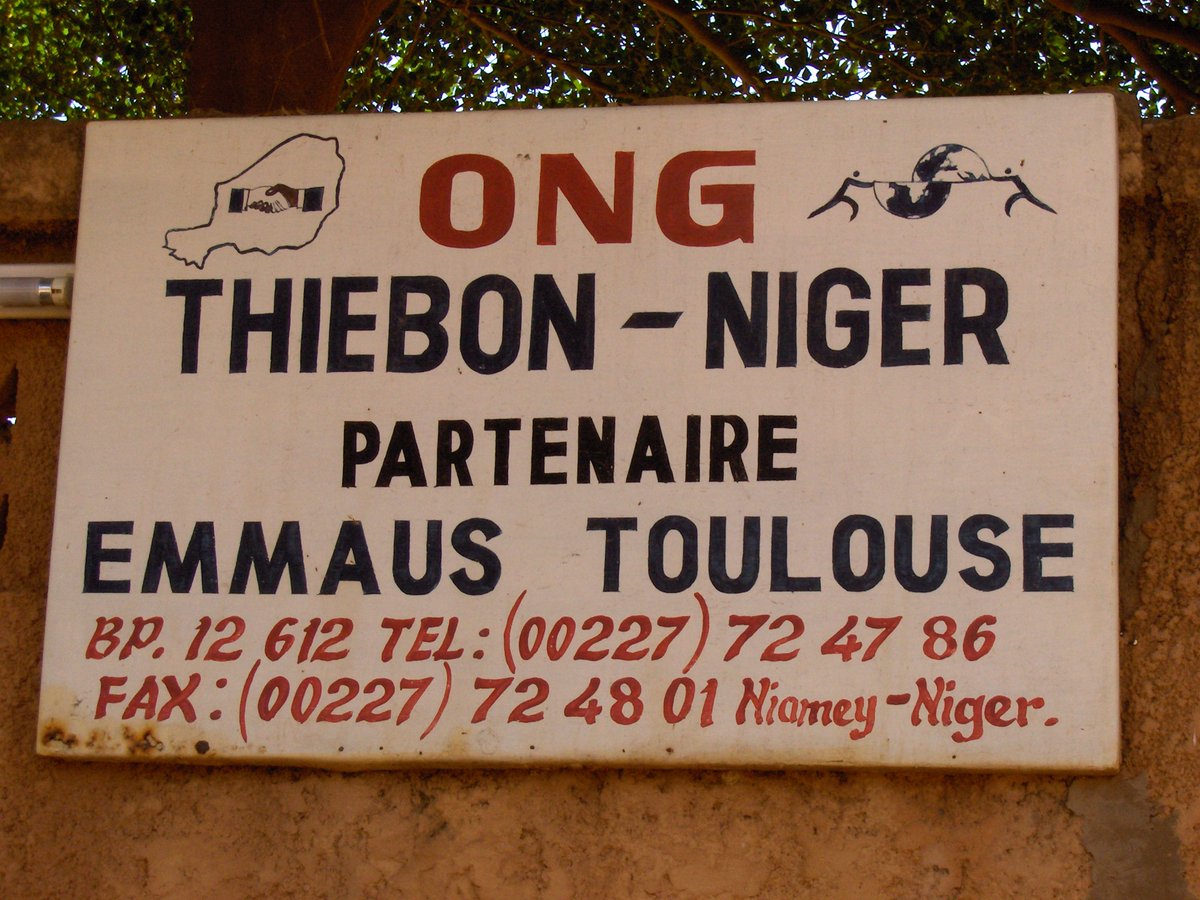 ONG
THIEBON - NIGER
PARTENAIRE
EMMAUS TOULOUSE
BP. 12 612 TEL: (00227) 72 47 86
FAX: (00227) 72 48 01 Niamey-Niger.